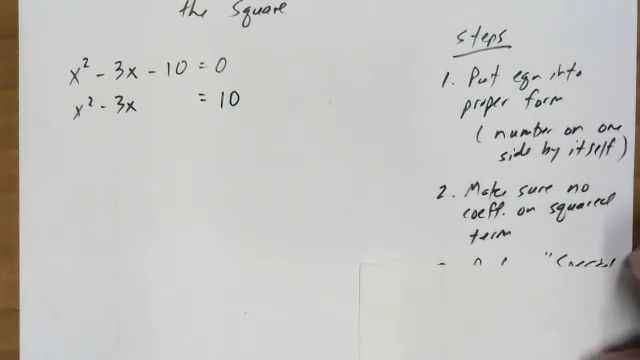 the Square
x² - 3x - 10 = 0
x² - 3x = 10
steps
1. Put eqn into
proper form
(number on one
side by itself)
2. Make sure no
coeff. on squared
term